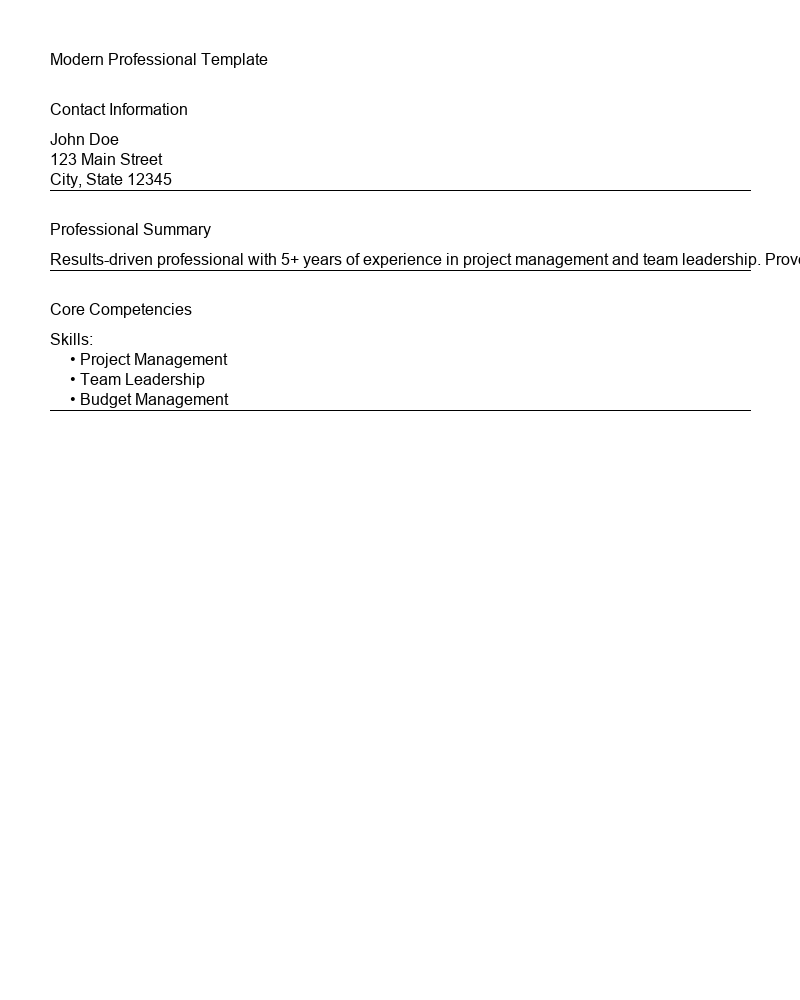 Modern Professional Template
Contact Information
John Doe
123 Main Street
City, State 12345
Professional Summary
Results-driven professional with 5+ years of experience in project management and team leadership.
Core Competencies
Skills:
• Project Management
• Team Leadership
• Budget Management